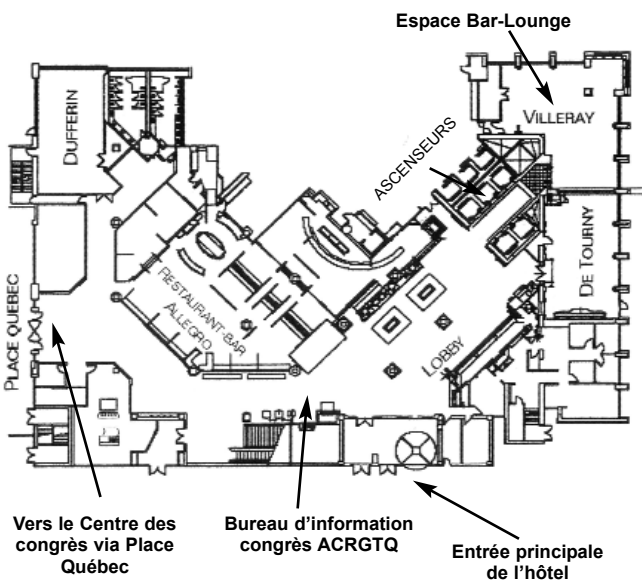 Espace Bar-Lounge
DUFFERIN
VILLERAY
ASCENSEURS
DE TOURNY
RESTAURANT-BAR
ALLEGRO
LOBBY
PLACE QUEBEC
Vers le Centre des
congrès via Place
Québec
Bureau d'information
congrès ACRGTQ
Entrée principale
de l'hôtel